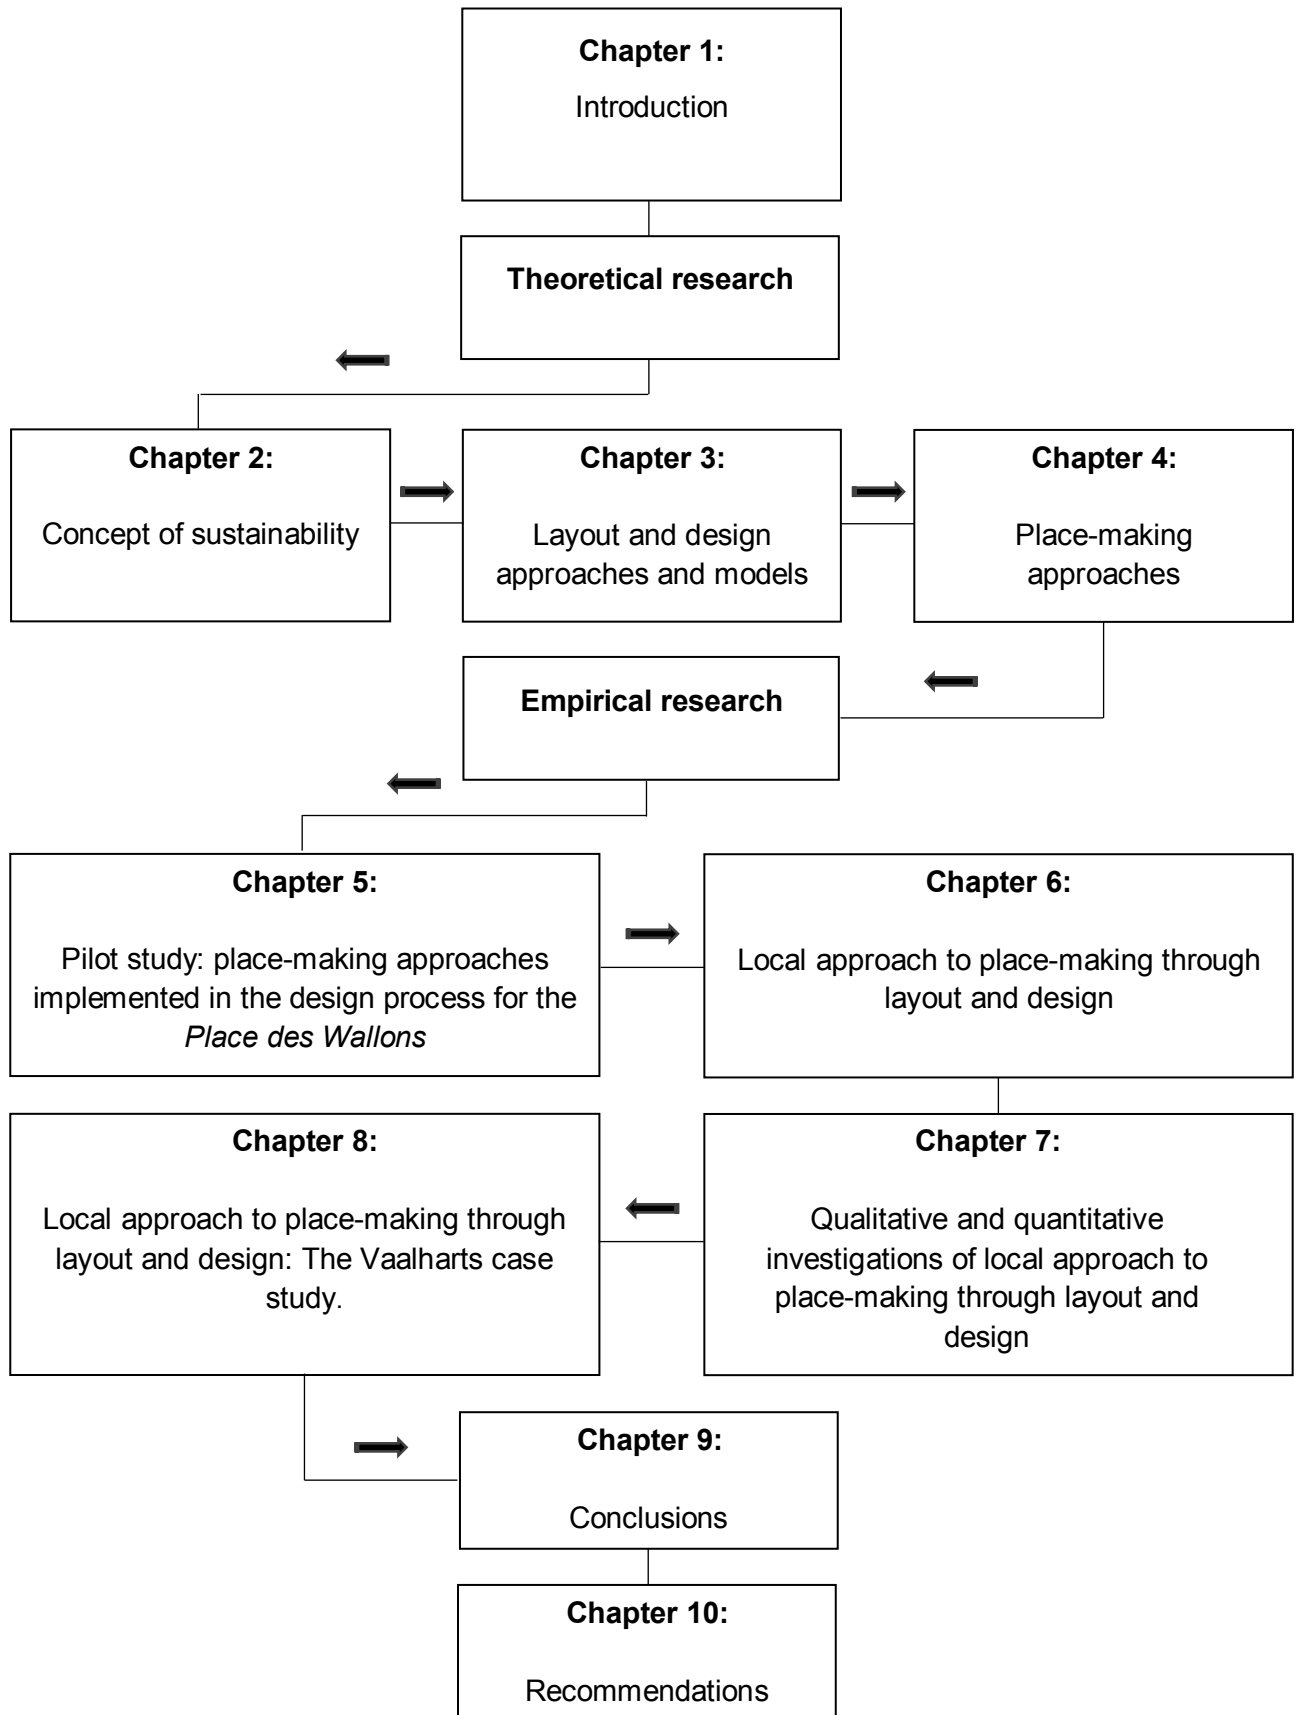 Chapter 1:
Introduction
Theoretical research
Chapter 2:
Concept of sustainability
Chapter 3:
Layout and design
approaches and models
Chapter 4:
Place-making
approaches
Empirical research
Chapter 5:
Pilot study: place-making approaches
implemented in the design process for the
Place des Wallons
Chapter 6:
Local approach to place-making through
layout and design
Chapter 7:
Qualitative and quantitative
investigations of local approach to
place-making through layout and
design
Chapter 8:
Local approach to place-making through
layout and design: The Vaalharts case
study.
Chapter 9:
Conclusions
Chapter 10:
Recommendations